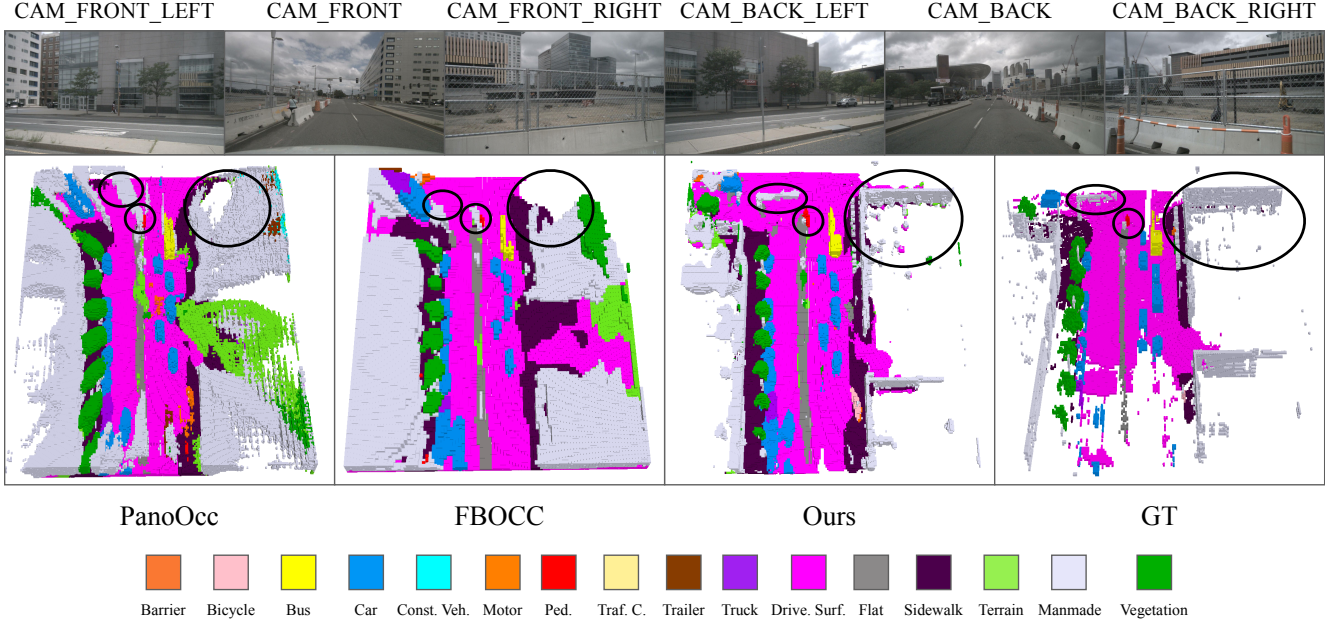 CAM_FRONT_LEFT CAM_FRONT CAM_FRONT_RIGHT CAM_BACK_LEFT CAM_BACK CAM_BACK_RIGHT
PanoOcc FBOCC Ours GT
Barrier Bicycle Bus Car Const. Veh. Motor Ped. Traf. C. Trailer Truck Drive. Surf. Flat Sidewalk Terrain Manmade Vegetation